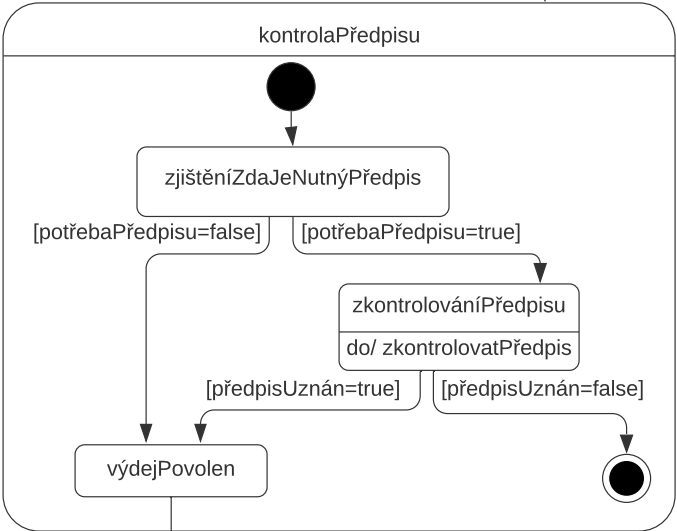 kontrolaPředpisu
zjištěníZdaJeNutnýPředpis
[potřebaPředpisu=false]
[potřebaPředpisu=true]
zkontrolováníPředpisu
do/ zkontrolovatPředpis
[předpisUznán=true]
[předpisUznán=false]
výdejPovolen